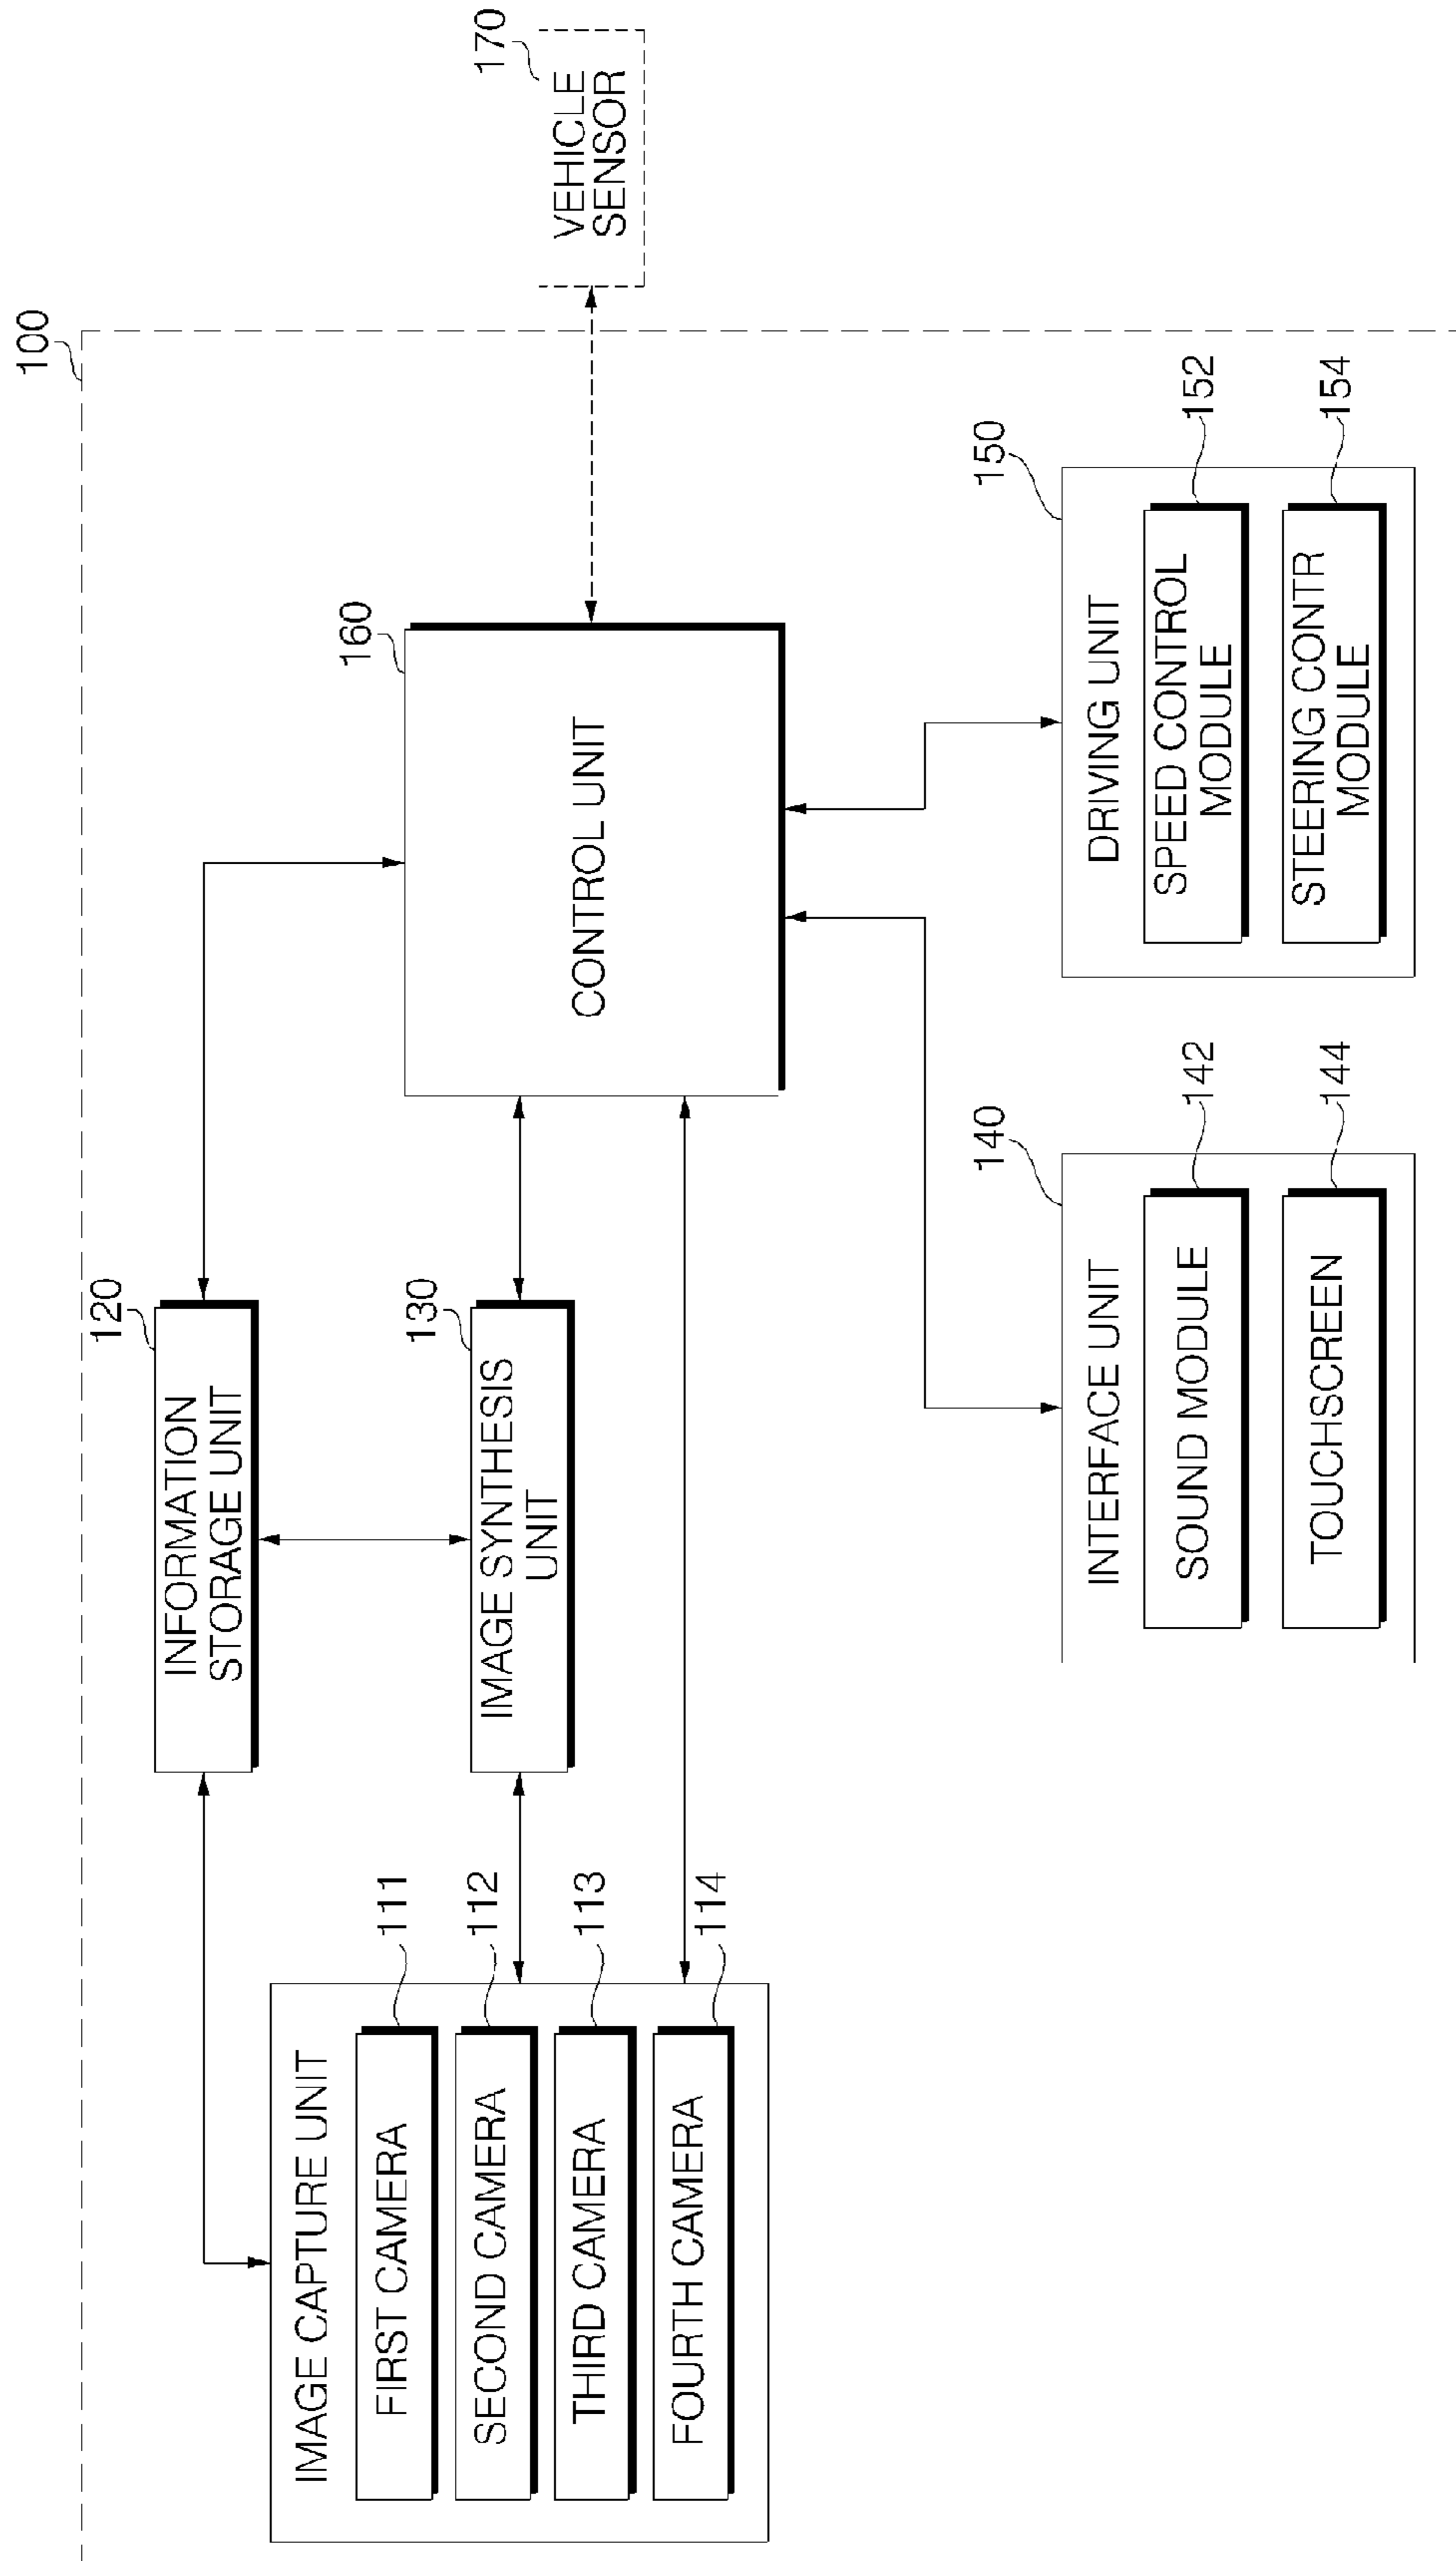 100
120
INFORMATION
STORAGE UNIT
160
CONTROL UNIT
170
VEHICLE
SENSOR
130
IMAGE SYNTHESIS
UNIT
IMAGE CAPTURE UNIT
FIRST CAMERA
111
SECOND CAMERA
112
THIRD CAMERA
113
FOURTH CAMERA
114
140
INTERFACE UNIT
SOUND MODULE
142
TOUCHSCREEN
144
150
DRIVING UNIT
SPEED CONTROL
MODULE
152
STEERING CONTR
MODULE
154